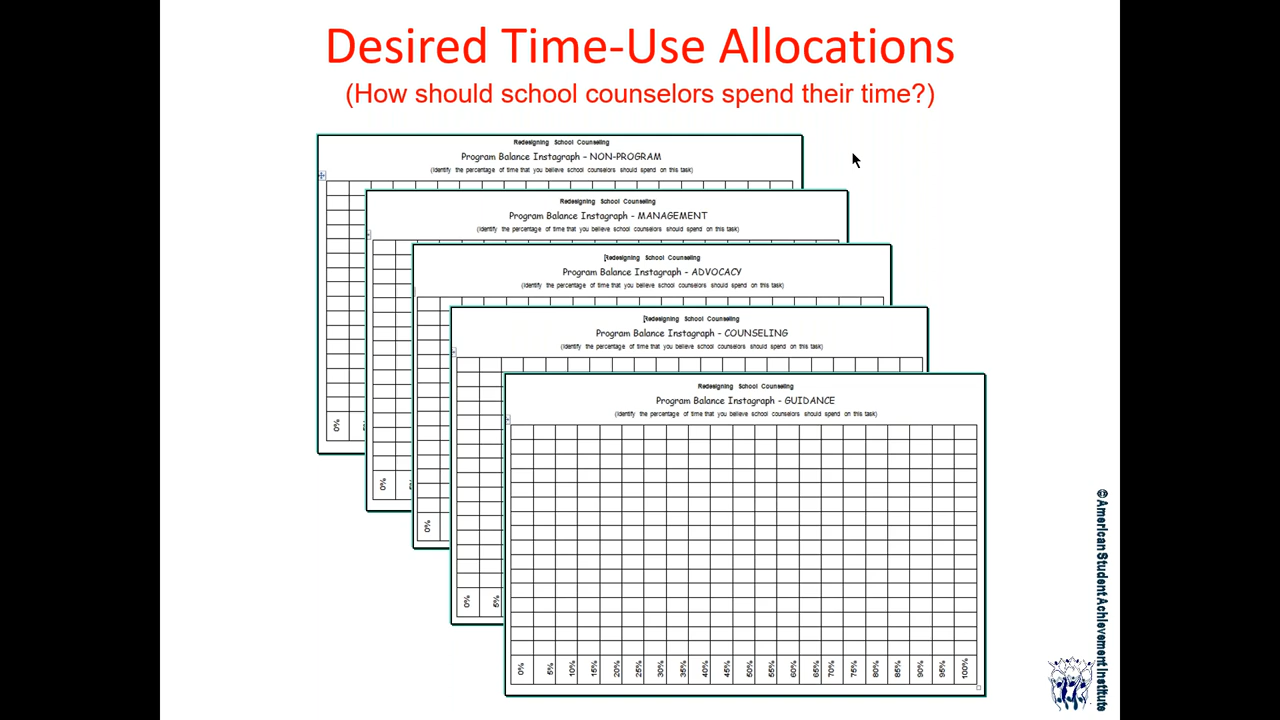 Desired Time-Use Allocations
(How should school counselors spend their time?)
Redesigning School Counseling
Program Balance Instagraph - NON-PROGRAM
(Identify the percentage of time that you believe school counselors should spend on this task)
0%
Redesigning School Counseling
Program Balance Instagraph - MANAGEMENT
(Identify the percentage of time that you believe school counselors should spend on this task)
0%
Redesigning School Counseling
Program Balance Instagraph - ADVOCACY
(Identify the percentage of time that you believe school counselors should spend on this task)
0%
Redesigning School Counseling
Program Balance Instagraph - COUNSELING
(Identify the percentage of time that you believe school counselors should spend on this task)
0% 5%
Redesigning School Counseling
Program Balance Instagraph - GUIDANCE
(Identify the percentage of time that you believe school counselors should spend on this task)
0% 5% 10% 15% 20% 25% 30% 35% 40% 45% 50% 55% 60% 65% 70% 75% 80% 85% 90% 95% 100%
© American Student Achievement Institute